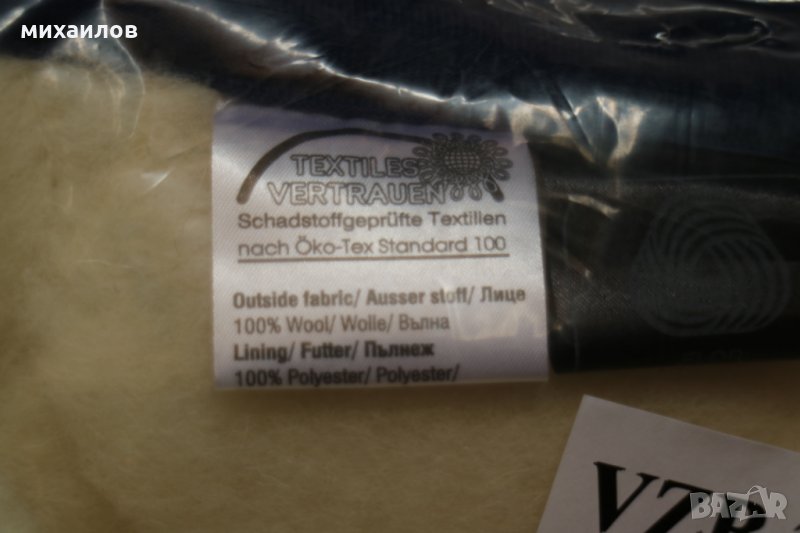 михаилов
TEXTILES
VERTRAUEN
Schadstoffgeprüfte Textilien
nach Öko-Tex Standard 100
Outside fabric/ Ausser stoff/ Лице
100% Wool/ Wolle/ Вълна
Lining/ Futter/ Пълнеж
100% Polyester/ Polyester/
BAZAR